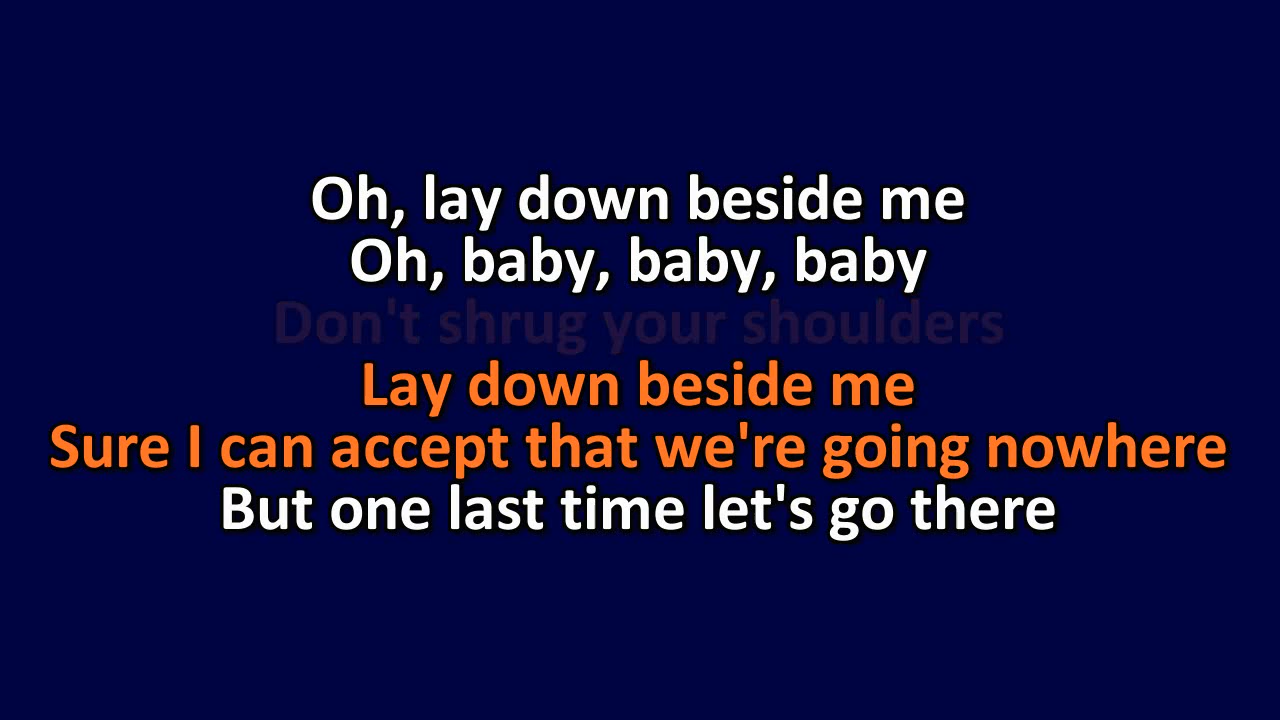 Oh, lay down beside me
Oh, baby, baby, baby
Don't shrug your shoulders
Lay down beside me
Sure I can accept that we're going nowhere
But one last time let's go there